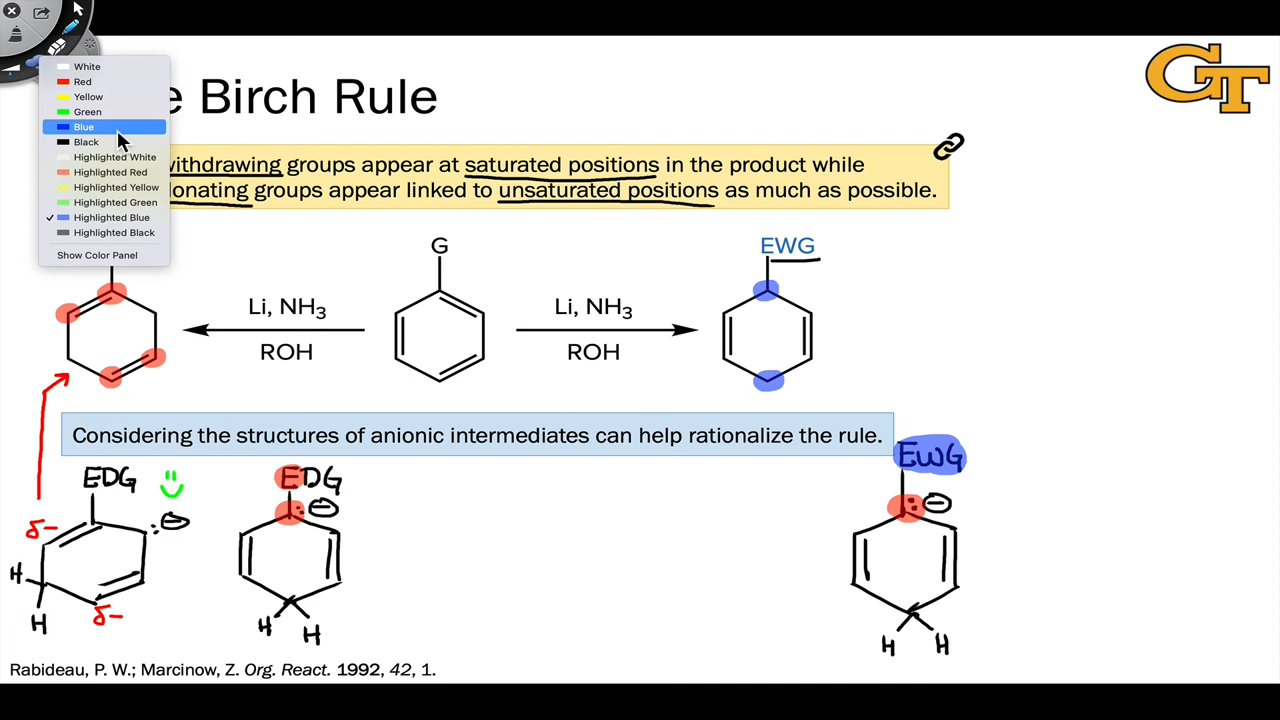 White
Red
Yellow
Green
Blue
Black
Highlighted White
Highlighted Red
Highlighted Yellow
Highlighted Green
Highlighted Blue
Highlighted Black
Show Color Panel
GT
e Birch Rule
withdrawing groups appear at saturated positions in the product while
onating groups appear linked to unsaturated positions as much as possible.
G
EWG
Li, NH3
ROH
Li, NH3
ROH
Considering the structures of anionic intermediates can help rationalize the rule.
EDG
EDG
EWG
δ-
:⊖
:⊖
:⊖
H
H
δ-
H
H
H
H
Rabideau, P. W.; Marcinow, Z. Org. React. 1992, 42, 1.